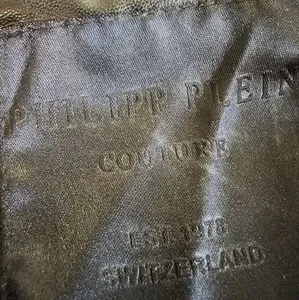 PHILIPP PLEIN
COUTURE
EST. 1978
SWITZERLAND